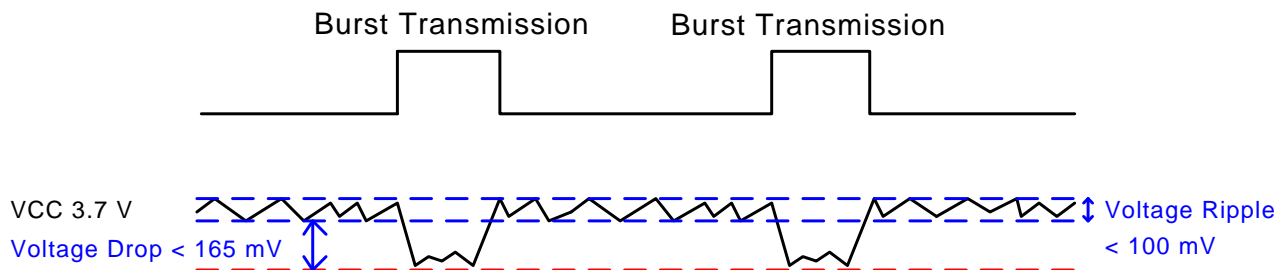 Burst Transmission
Burst Transmission
VCC 3.7 V
Voltage Drop < 165 mV
Voltage Ripple
< 100 mV